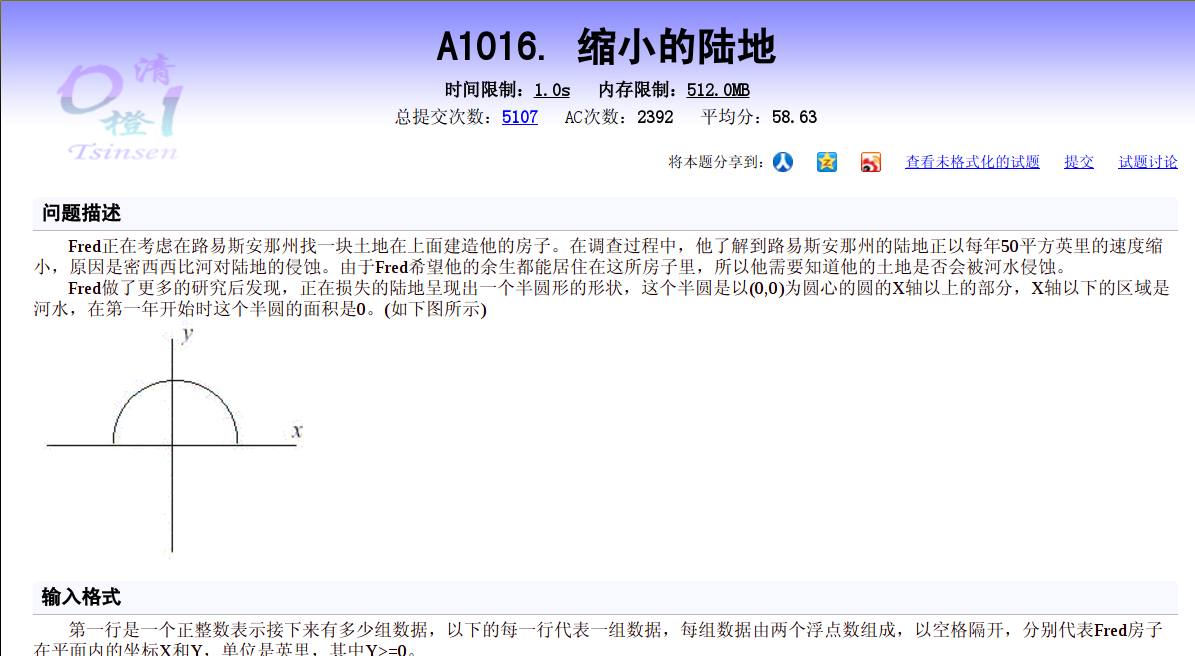 A1016. 缩小的陆地
清
橙
Tsinsen
时间限制：1.0s 内存限制：512.0MB
总提交次数：5107 AC次数：2392 平均分：58.63
将本题分享到： 查看未格式化的试题 提交 试题讨论
问题描述
Fred正在考虑在路易斯安那州找一块土地在上面建造他的房子。在调查过程中，他了解到路易斯安那州的陆地正以每年50平方英里的速度缩
小，原因是密西西比河对陆地的侵蚀。由于Fred希望他的余生都能居住在这所房子里，所以他需要知道他的土地是否会被河水侵蚀。
Fred做了更多的研究后发现，正在损失的陆地呈现出一个半圆形的形状，这个半圆是以(0,0)为圆心的圆的X轴以上的部分，X轴以下的区域是
河水，在第一年开始时这个半圆的面积是0。(如下图所示)
y
x
输入格式
第一行是一个正整数表示接下来有多少组数据，以下的每一行代表一组数据，每组数据由两个浮点数组成，以空格隔开，分别代表Fred房子
在平面内的坐标X和Y，单位是英里，其中Y>=0。